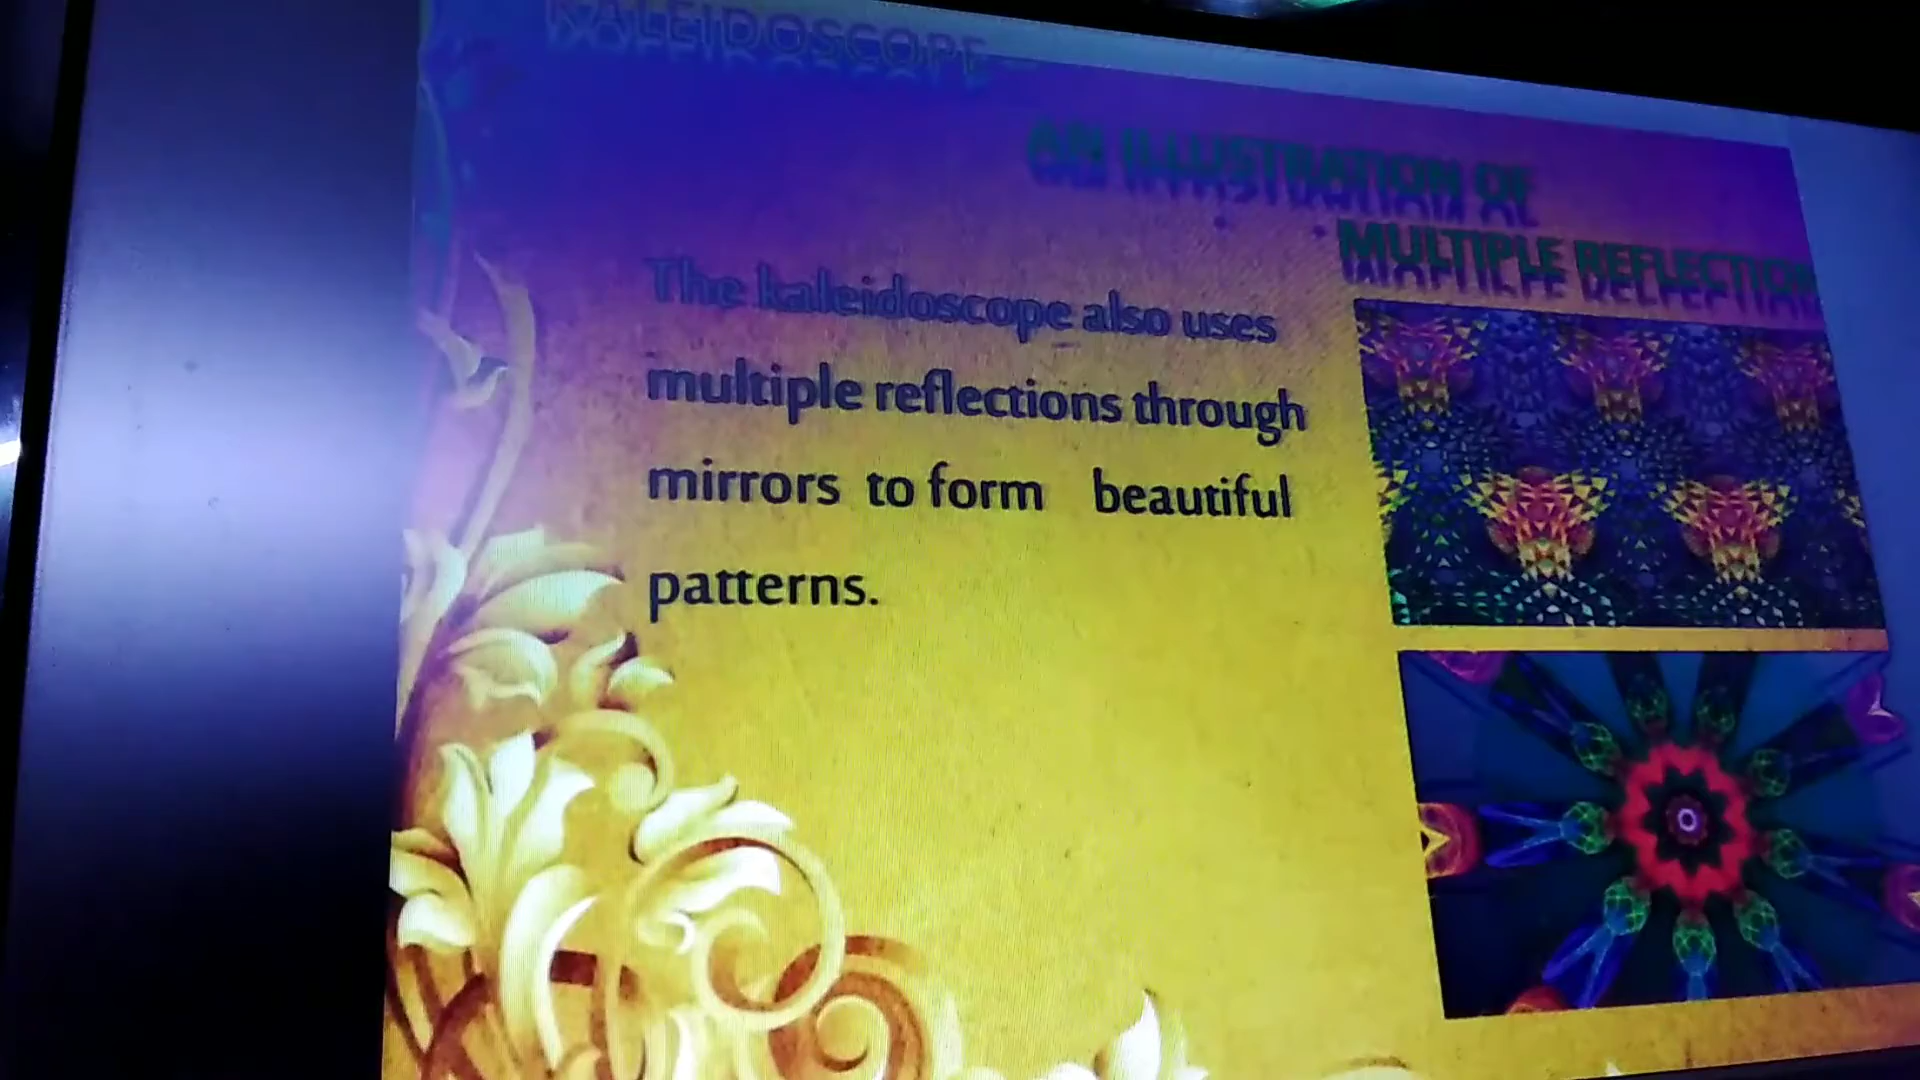 KALEIDOSCOPE
AN ILLUSTRATION OF
MULTIPLE REFLECTION
The kaleidoscope also uses
multiple reflections through
mirrors to form beautiful
patterns.